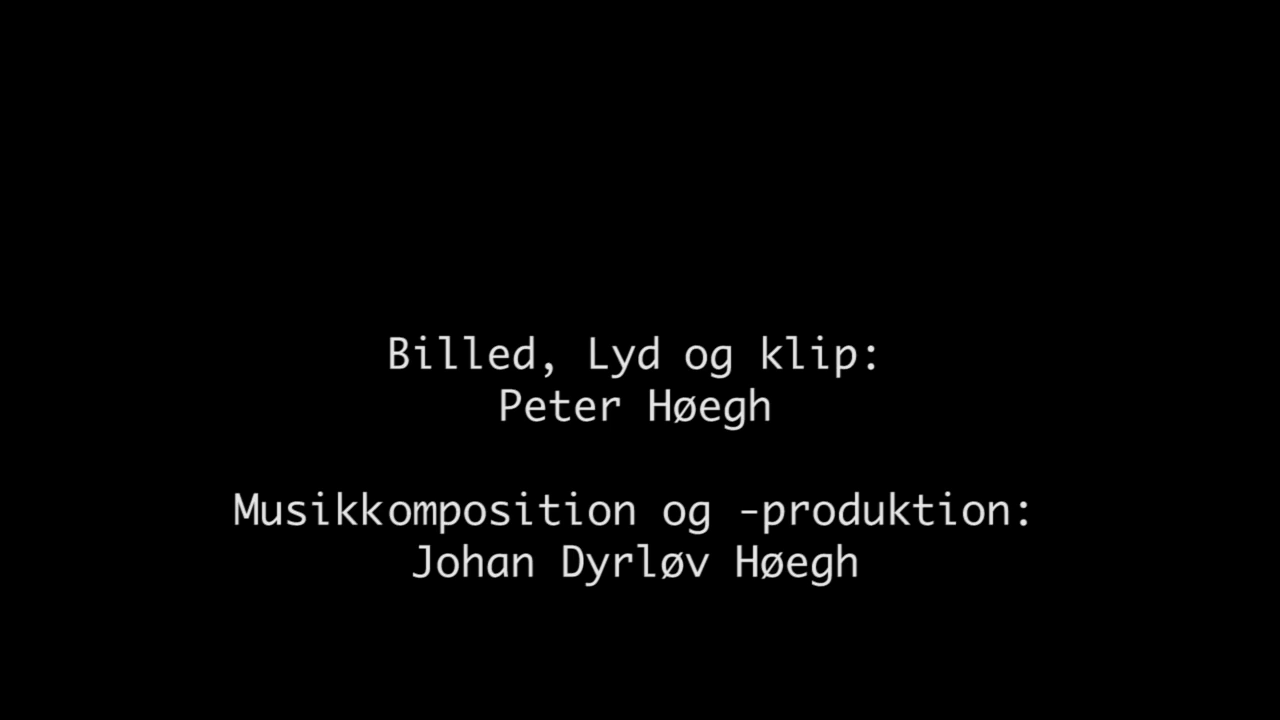 Billed, Lyd og klip:
Peter Høegh
Musikkomposition og -produktion:
Johan Dyrløv Høegh